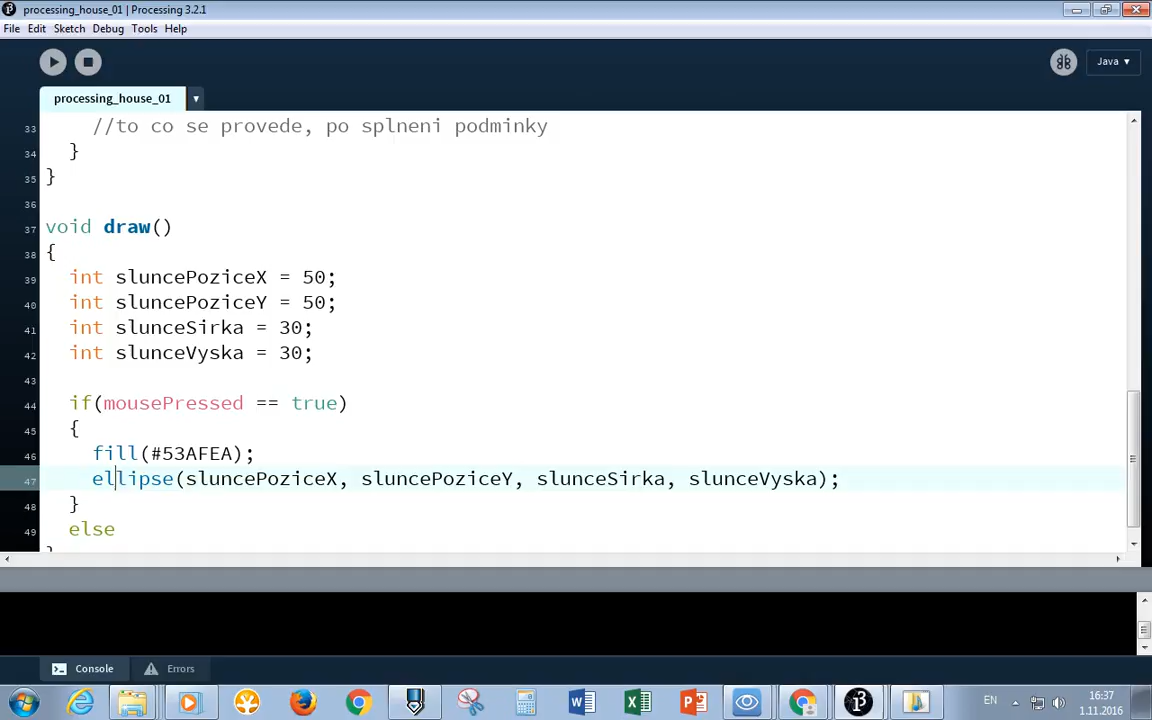 processing_house_01 | Processing 3.2.1
File Edit Sketch Debug Tools Help
Java ▾
processing_house_01 ▾
33 //to co se provede, po splneni podminky
34 }
35 }
36
37 void draw()
38 {
39 int sluncePoziceX = 50;
40 int sluncePoziceY = 50;
41 int slunceSirka = 30;
42 int slunceVyska = 30;
43
44 if(mousePressed == true)
45 {
46 fill(#53AFEA);
47 ellipse(sluncePoziceX, sluncePoziceY, slunceSirka, slunceVyska);
48 }
49 else
Console Errors
EN 16:37
1.11.2016